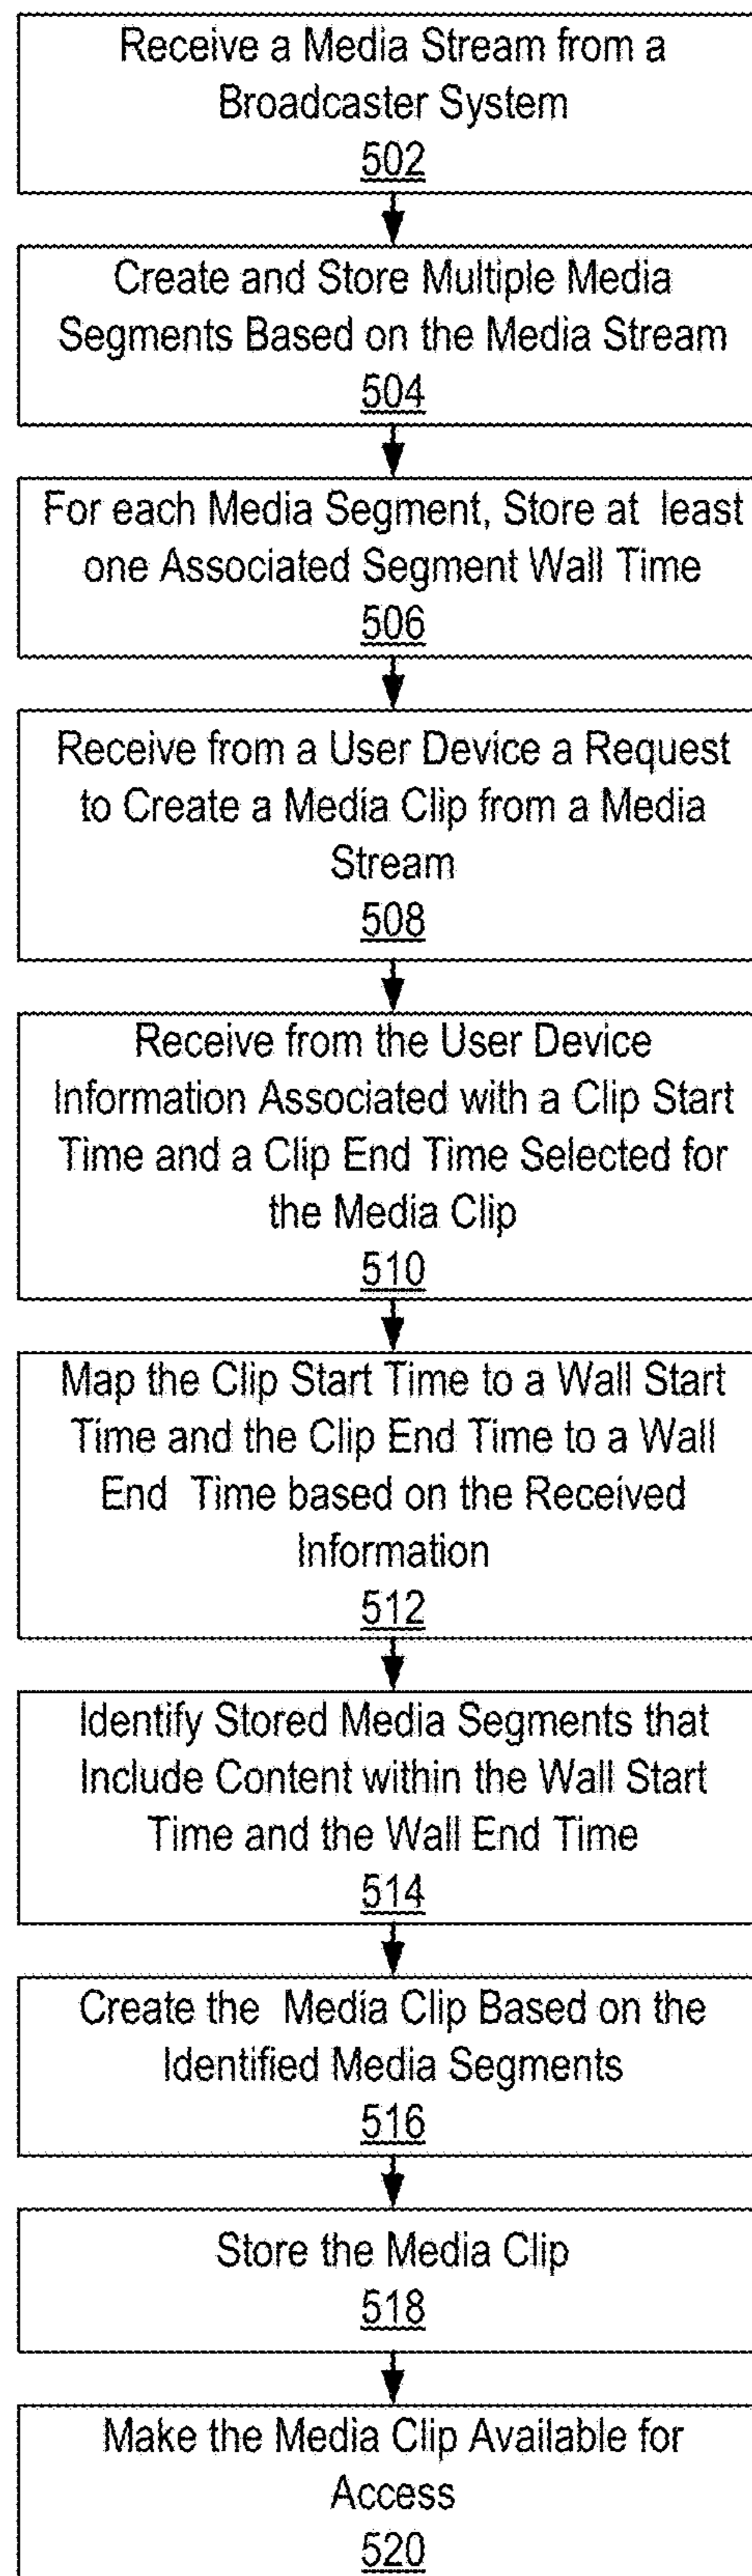 Receive a Media Stream from a
Broadcaster System
502
Create and Store Multiple Media
Segments Based on the Media Stream
504
For each Media Segment, Store at least
one Associated Segment Wall Time
506
Receive from a User Device a Request
to Create a Media Clip from a Media
Stream
508
Receive from the User Device
Information Associated with a Clip Start
Time and a Clip End Time Selected for
the Media Clip
510
Map the Clip Start Time to a Wall Start
Time and the Clip End Time to a Wall
End Time based on the Received
Information
512
Identify Stored Media Segments that
Include Content within the Wall Start
Time and the Wall End Time
514
Create the Media Clip Based on the
Identified Media Segments
516
Store the Media Clip
518
Make the Media Clip Available for
Access
520